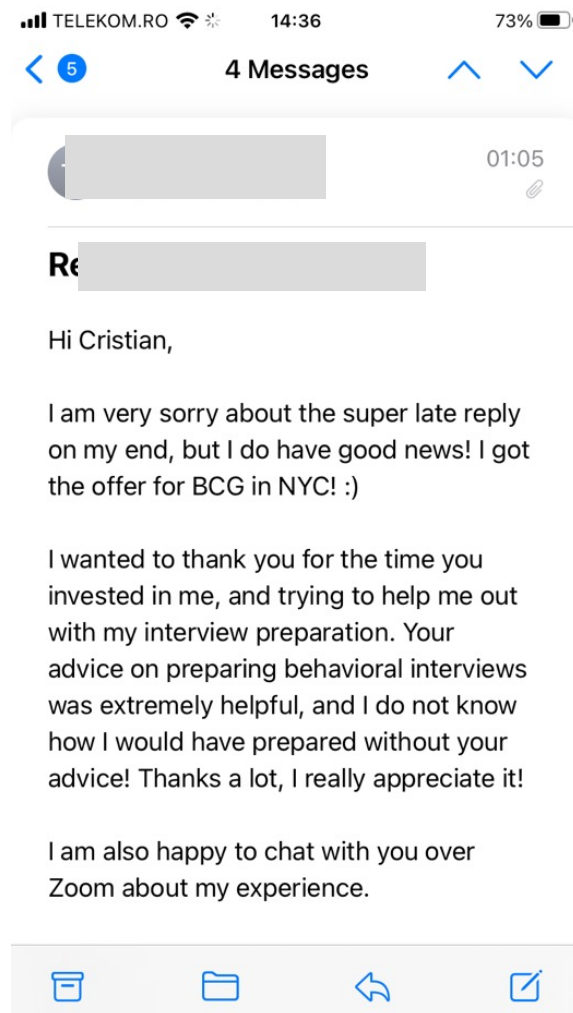 TELEKOM.RO 14:36 73%
5 4 Messages
01:05
Re
Hi Cristian,
I am very sorry about the super late reply
on my end, but I do have good news! I got
the offer for BCG in NYC! :)
I wanted to thank you for the time you
invested in me, and trying to help me out
with my interview preparation. Your
advice on preparing behavioral interviews
was extremely helpful, and I do not know
how I would have prepared without your
advice! Thanks a lot, I really appreciate it!
I am also happy to chat with you over
Zoom about my experience.